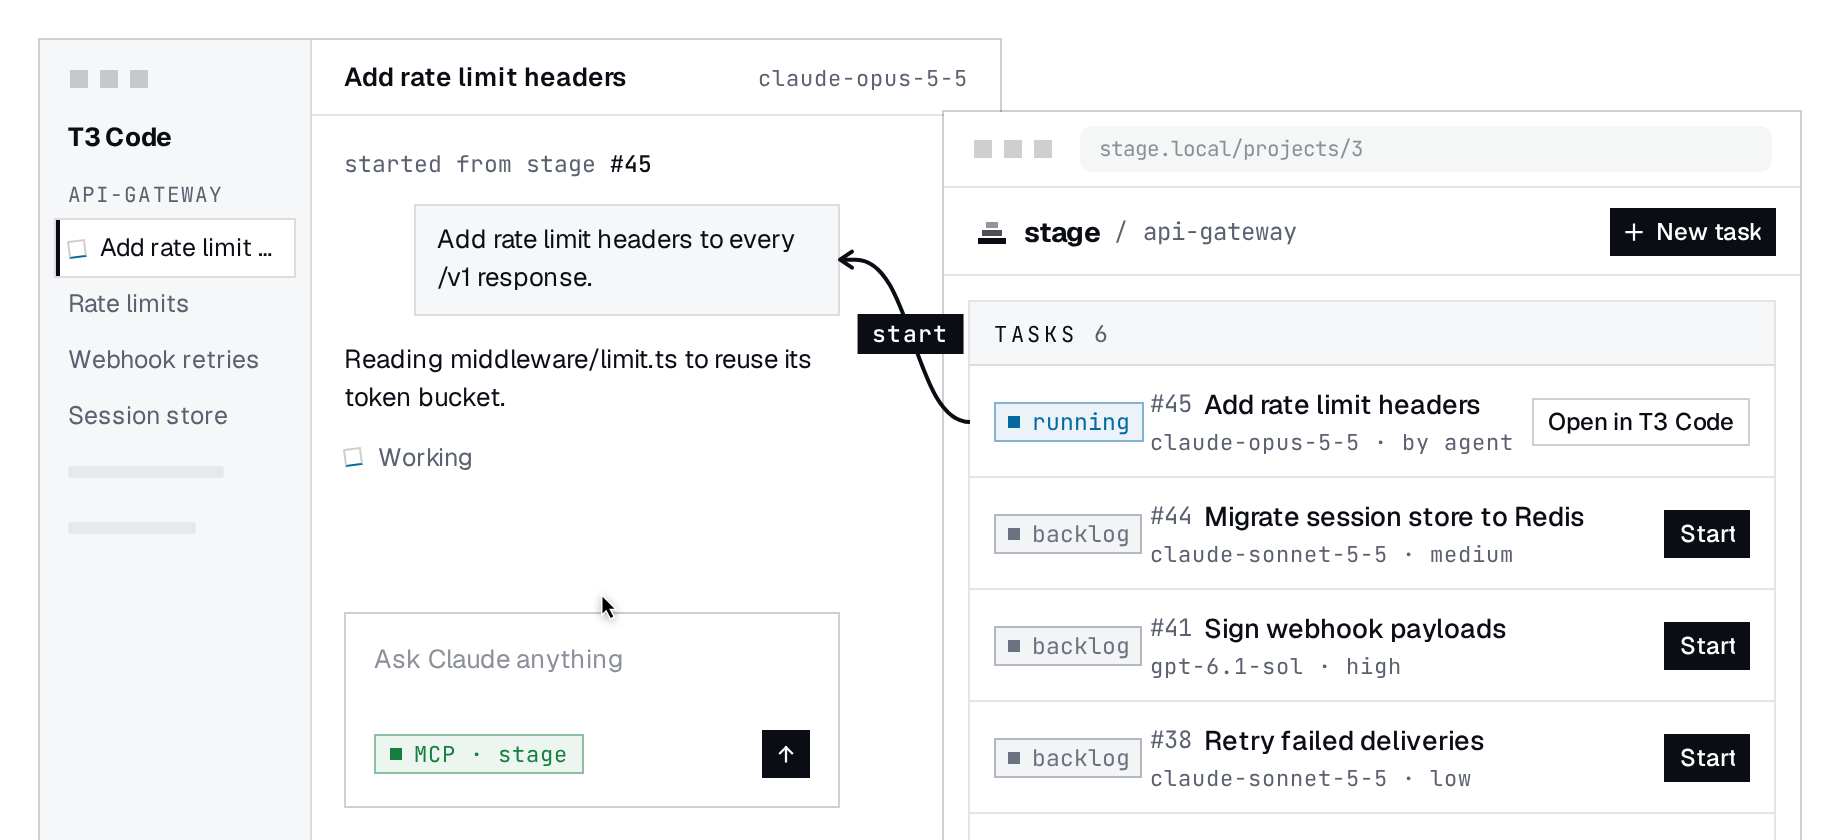 T3 Code
API-GATEWAY
Add rate limit ...
Rate limits
Webhook retries
Session store
Add rate limit headers
claude-opus-5-5
started from stage #45
Add rate limit headers to every
/v1 response.
Reading middleware/limit.ts to reuse its
token bucket.
Working
Ask Claude anything
MCP · stage
start
stage.local/projects/3
stage / api-gateway
+ New task
TASKS 6
running
#45 Add rate limit headers
claude-opus-5-5 · by agent
Open in T3 Code
backlog
#44 Migrate session store to Redis
claude-sonnet-5-5 · medium
Start
backlog
#41 Sign webhook payloads
gpt-6.1-sol · high
Start
backlog
#38 Retry failed deliveries
claude-sonnet-5-5 · low
Start